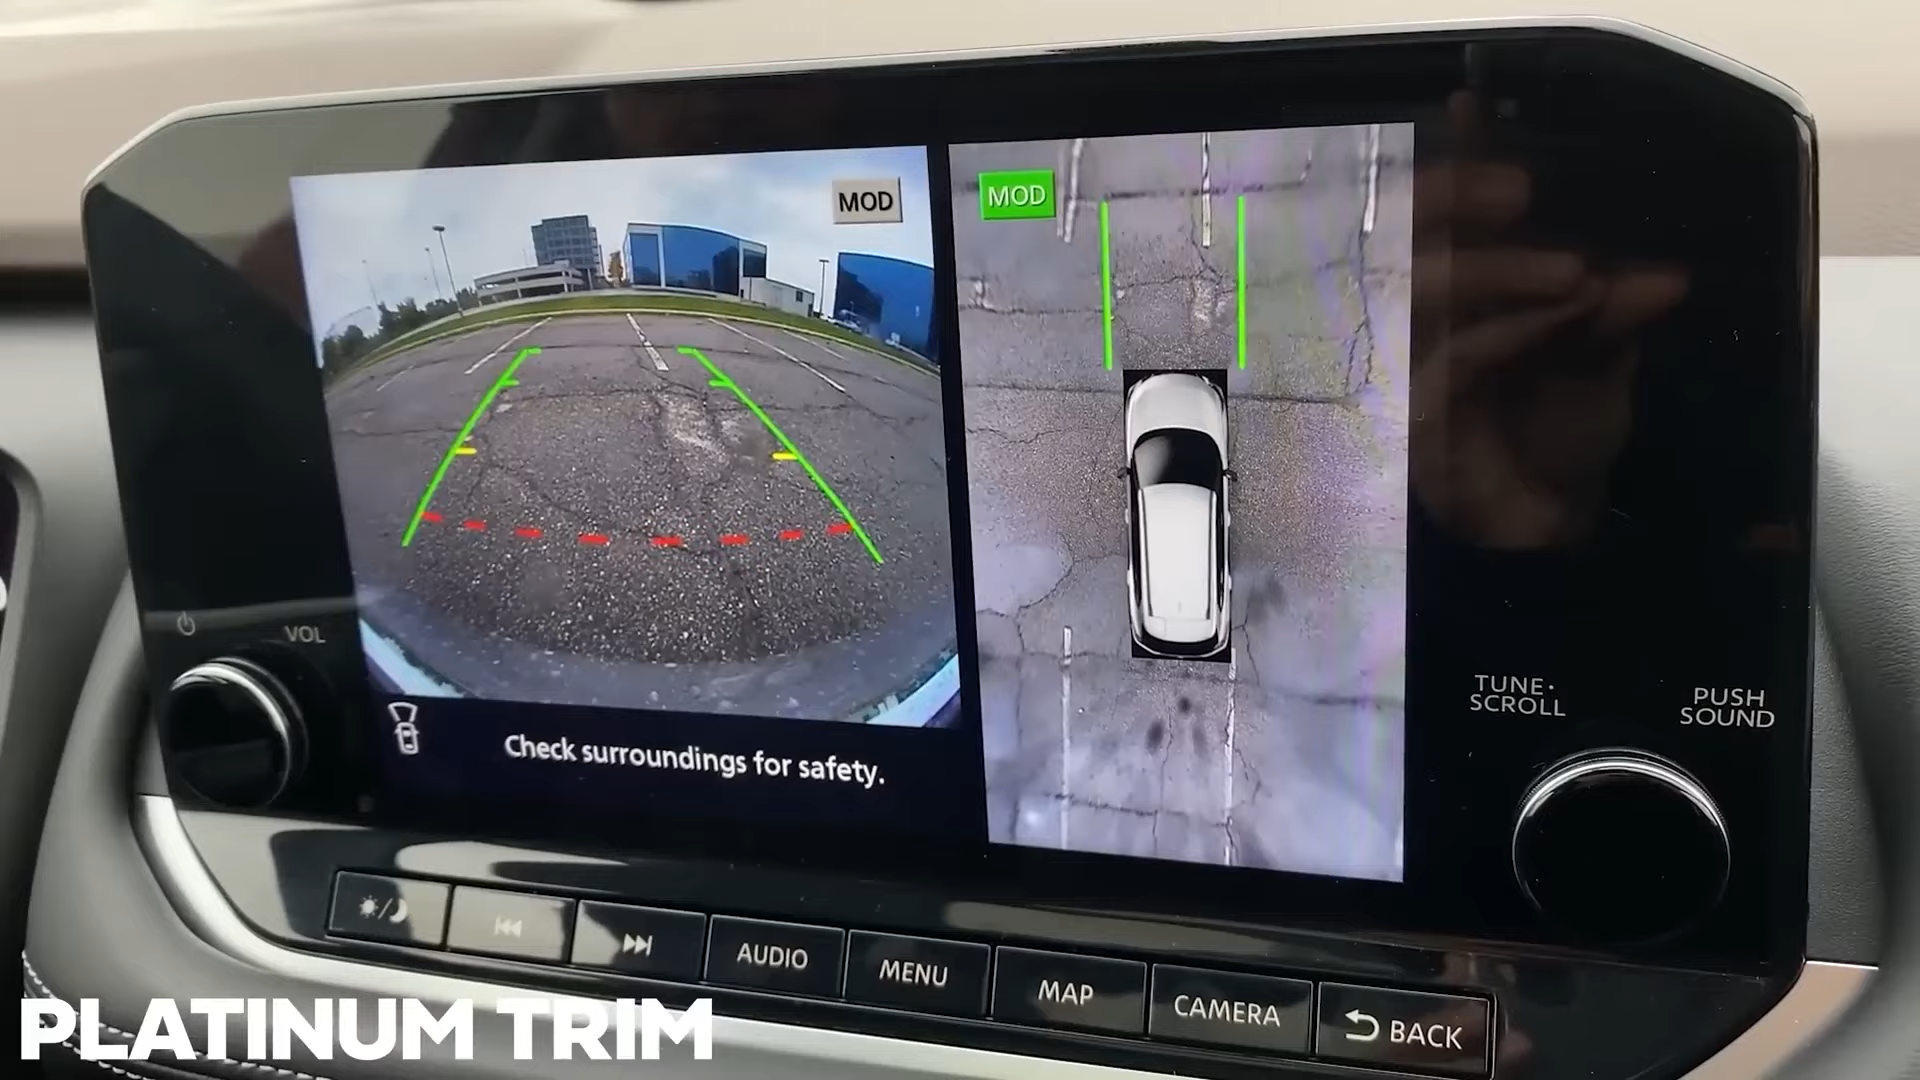 MOD
MOD
Check surroundings for safety.
VOL
TUNE·
SCROLL
PUSH
SOUND
AUDIO
MENU
MAP
CAMERA
BACK
PLATINUM TRIM